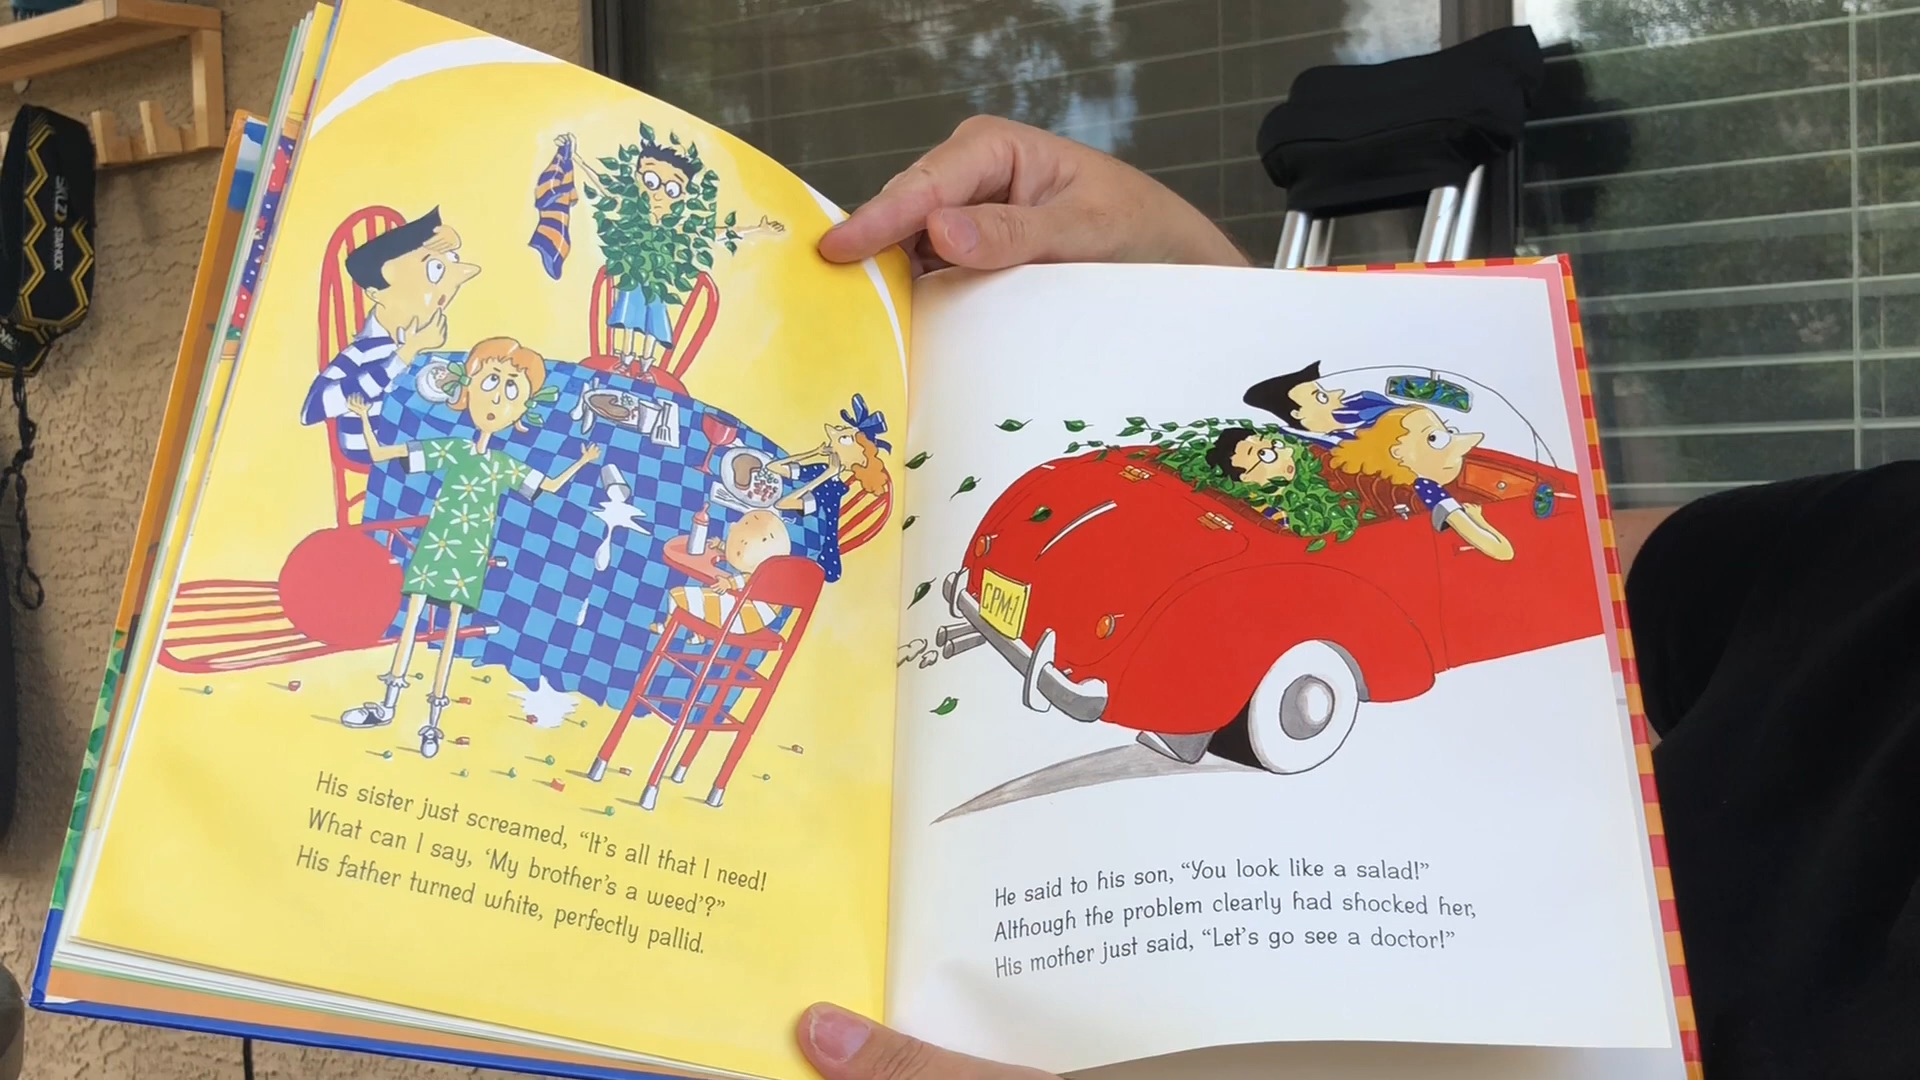 His sister just screamed, “It's all that I need!
What can I say, ‘My brother's a weed’?”
His father turned white, perfectly pallid.
CPM·1
He said to his son, “You look like a salad!”
Although the problem clearly had shocked her,
His mother just said, “Let's go see a doctor!”